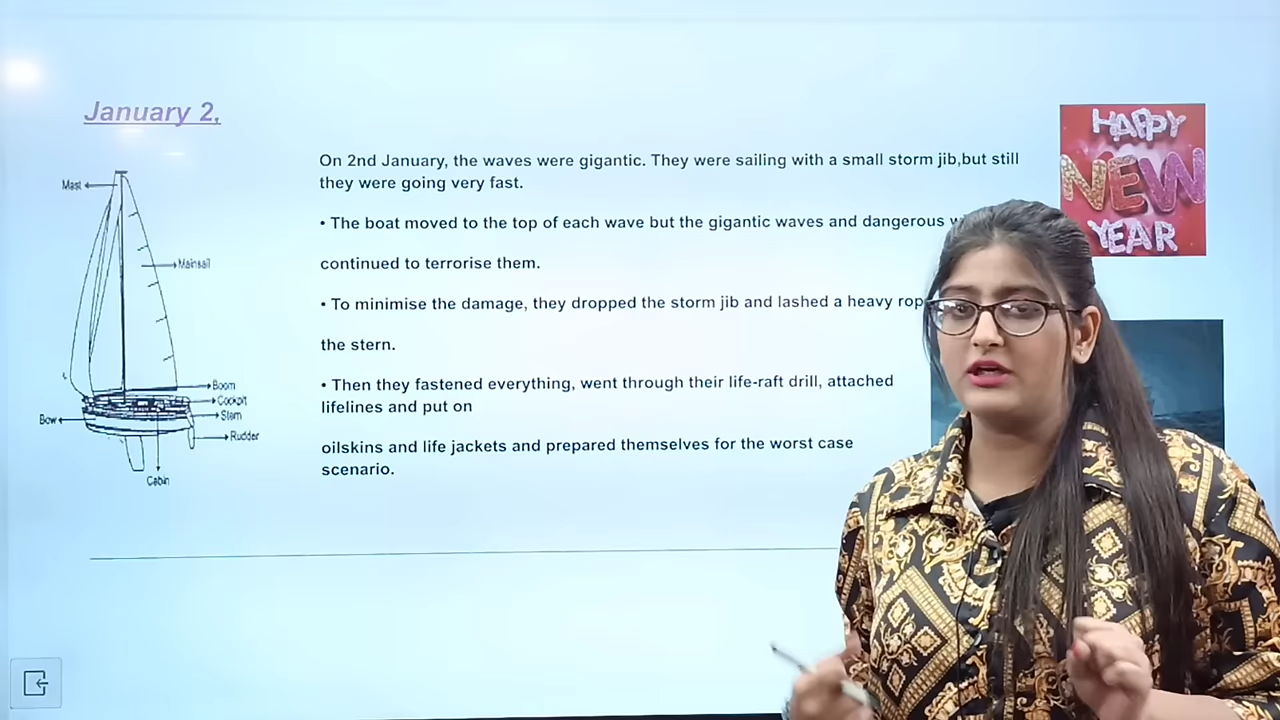 January 2,
On 2nd January, the waves were gigantic. They were sailing with a small storm jib,but still
they were going very fast.
• The boat moved to the top of each wave but the gigantic waves and dangerous
continued to terrorise them.
• To minimise the damage, they dropped the storm jib and lashed a heavy
the stern.
• Then they fastened everything, went through their life-raft drill, attached
lifelines and put on
oilskins and life jackets and prepared themselves for the worst case
scenario.
Mast
Mainsail
Boom
Cockpit
Stern
Bow
Rudder
Cabin
HAPPY
NEW
YEAR